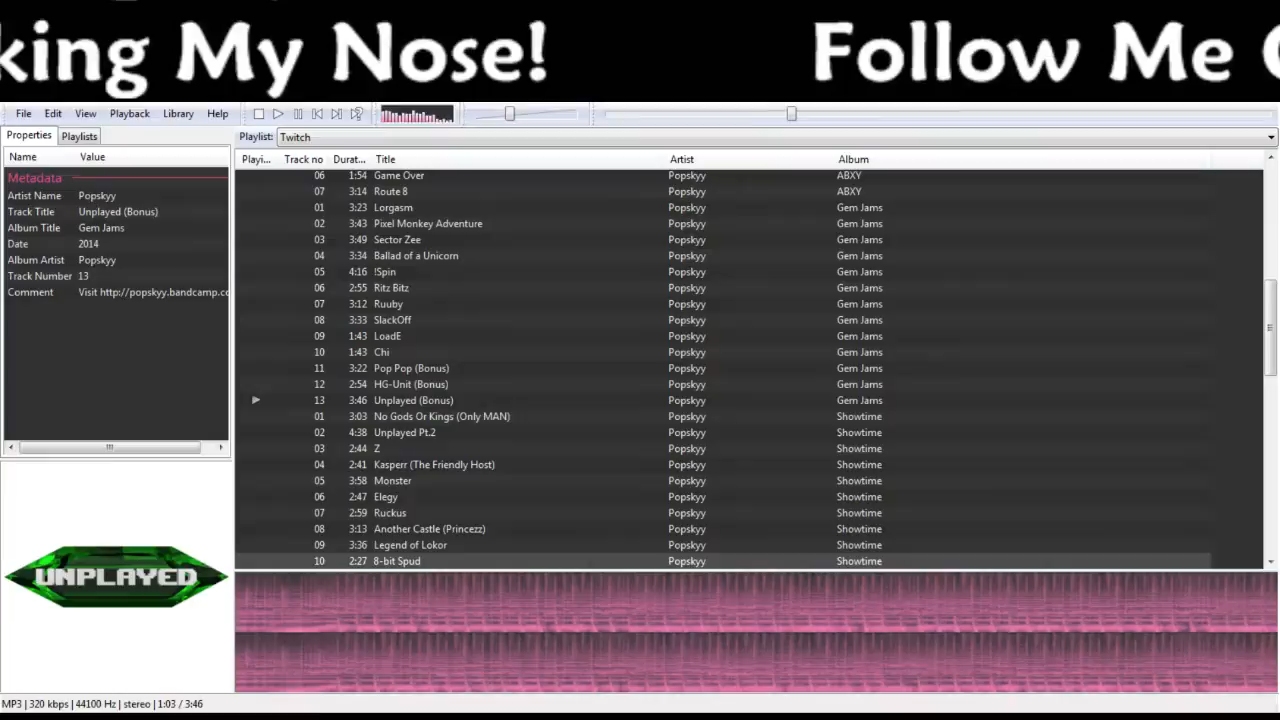 king My Nose! Follow Me
File Edit View Playback Library Help
Properties Playlists
Playlist: Twitch
Name Value
Metadata
Artist Name Popskyy
Track Title Unplayed (Bonus)
Album Title Gem Jams
Date 2014
Album Artist Popskyy
Track Number 13
Comment Visit http://popskyy.bandcamp.cc
UNPLAYED
Playi... Track no Durat... Title Artist Album
06 1:54 Game Over Popskyy ABXY
07 3:14 Route 8 Popskyy ABXY
01 3:23 Lorgasm Popskyy Gem Jams
02 3:43 Pixel Monkey Adventure Popskyy Gem Jams
03 3:49 Sector Zee Popskyy Gem Jams
04 3:34 Ballad of a Unicorn Popskyy Gem Jams
05 4:16 !Spin Popskyy Gem Jams
06 2:55 Ritz Bitz Popskyy Gem Jams
07 3:12 Ruuby Popskyy Gem Jams
08 3:33 SlackOff Popskyy Gem Jams
09 1:43 LoadE Popskyy Gem Jams
10 1:43 Chi Popskyy Gem Jams
11 3:22 Pop Pop (Bonus) Popskyy Gem Jams
12 2:54 HG-Unit (Bonus) Popskyy Gem Jams
13 3:46 Unplayed (Bonus) Popskyy Gem Jams
01 3:03 No Gods Or Kings (Only MAN) Popskyy Showtime
02 4:38 Unplayed Pt.2 Popskyy Showtime
03 2:44 Z Popskyy Showtime
04 2:41 Kasperr (The Friendly Host) Popskyy Showtime
05 3:58 Monster Popskyy Showtime
06 2:47 Elegy Popskyy Showtime
07 2:59 Ruckus Popskyy Showtime
08 3:13 Another Castle (Princezz) Popskyy Showtime
09 3:36 Legend of Lokor Popskyy Showtime
10 2:27 8-bit Spud Popskyy Showtime
MP3 | 320 kbps | 44100 Hz | stereo | 1:03 / 3:46